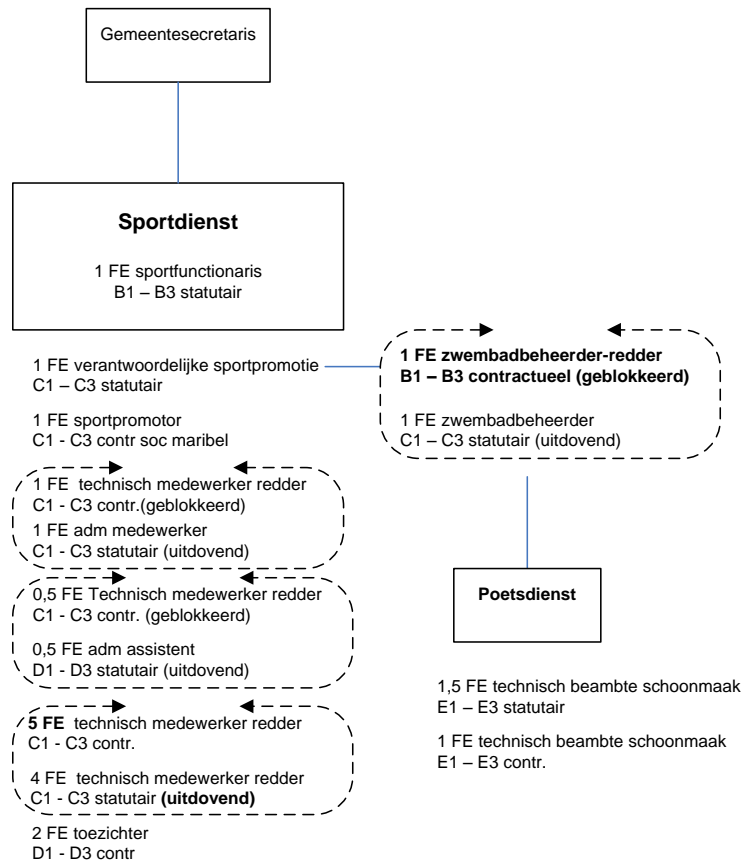 Gemeentesecretaris
Sportdienst
1 FE sportfunctionaris
B1 – B3 statutair
1 FE verantwoordelijke sportpromotie
C1 – C3 statutair
1 FE sportpromotor
C1 - C3 contr soc maribel
1 FE technisch medewerker redder
C1 - C3 contr.(geblokkeerd)
1 FE adm medewerker
C1 - C3 statutair (uitdovend)
0,5 FE Technisch medewerker redder
C1 - C3 contr. (geblokkeerd)
0,5 FE adm assistent
D1 - D3 statutair (uitdovend)
5 FE technisch medewerker redder
C1 - C3 contr.
4 FE technisch medewerker redder
C1 - C3 statutair (uitdovend)
2 FE toezichter
D1 - D3 contr
1 FE zwembadbeheerder-redder
B1 – B3 contractueel (geblokkeerd)
1 FE zwembadbeheerder
C1 – C3 statutair (uitdovend)
Poetsdienst
1,5 FE technisch beambte schoonmaak
E1 – E3 statutair
1 FE technisch beambte schoonmaak
E1 – E3 contr.